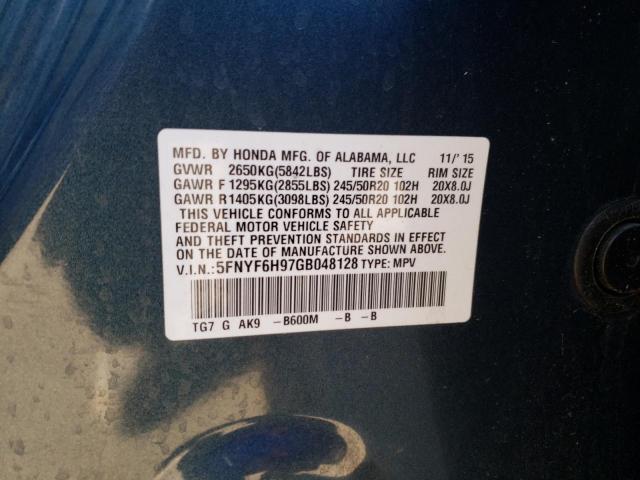 MFD. BY HONDA MFG. OF ALABAMA, LLC 11/'15
GVWR 2650KG(5842LBS) TIRE SIZE RIM SIZE
GAWR F 1295KG(2855LBS) 245/50R20 102H 20X8.0J
GAWR R 1405KG(3098LBS) 245/50R20 102H 20X8.0J
THIS VEHICLE CONFORMS TO ALL APPLICABLE
FEDERAL MOTOR VEHICLE SAFETY
AND THEFT PREVENTION STANDARDS IN EFFECT
ON THE DATE OF MANUFACTURE SHOWN ABOVE.
V.I.N.:5FNYF6H97GB048128 TYPE: MPV
TG7 G AK9 -B600M -B -B